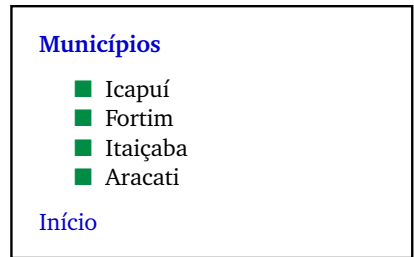 Municípios
Icapuí
Fortim
Itaiçaba
Aracati
Início